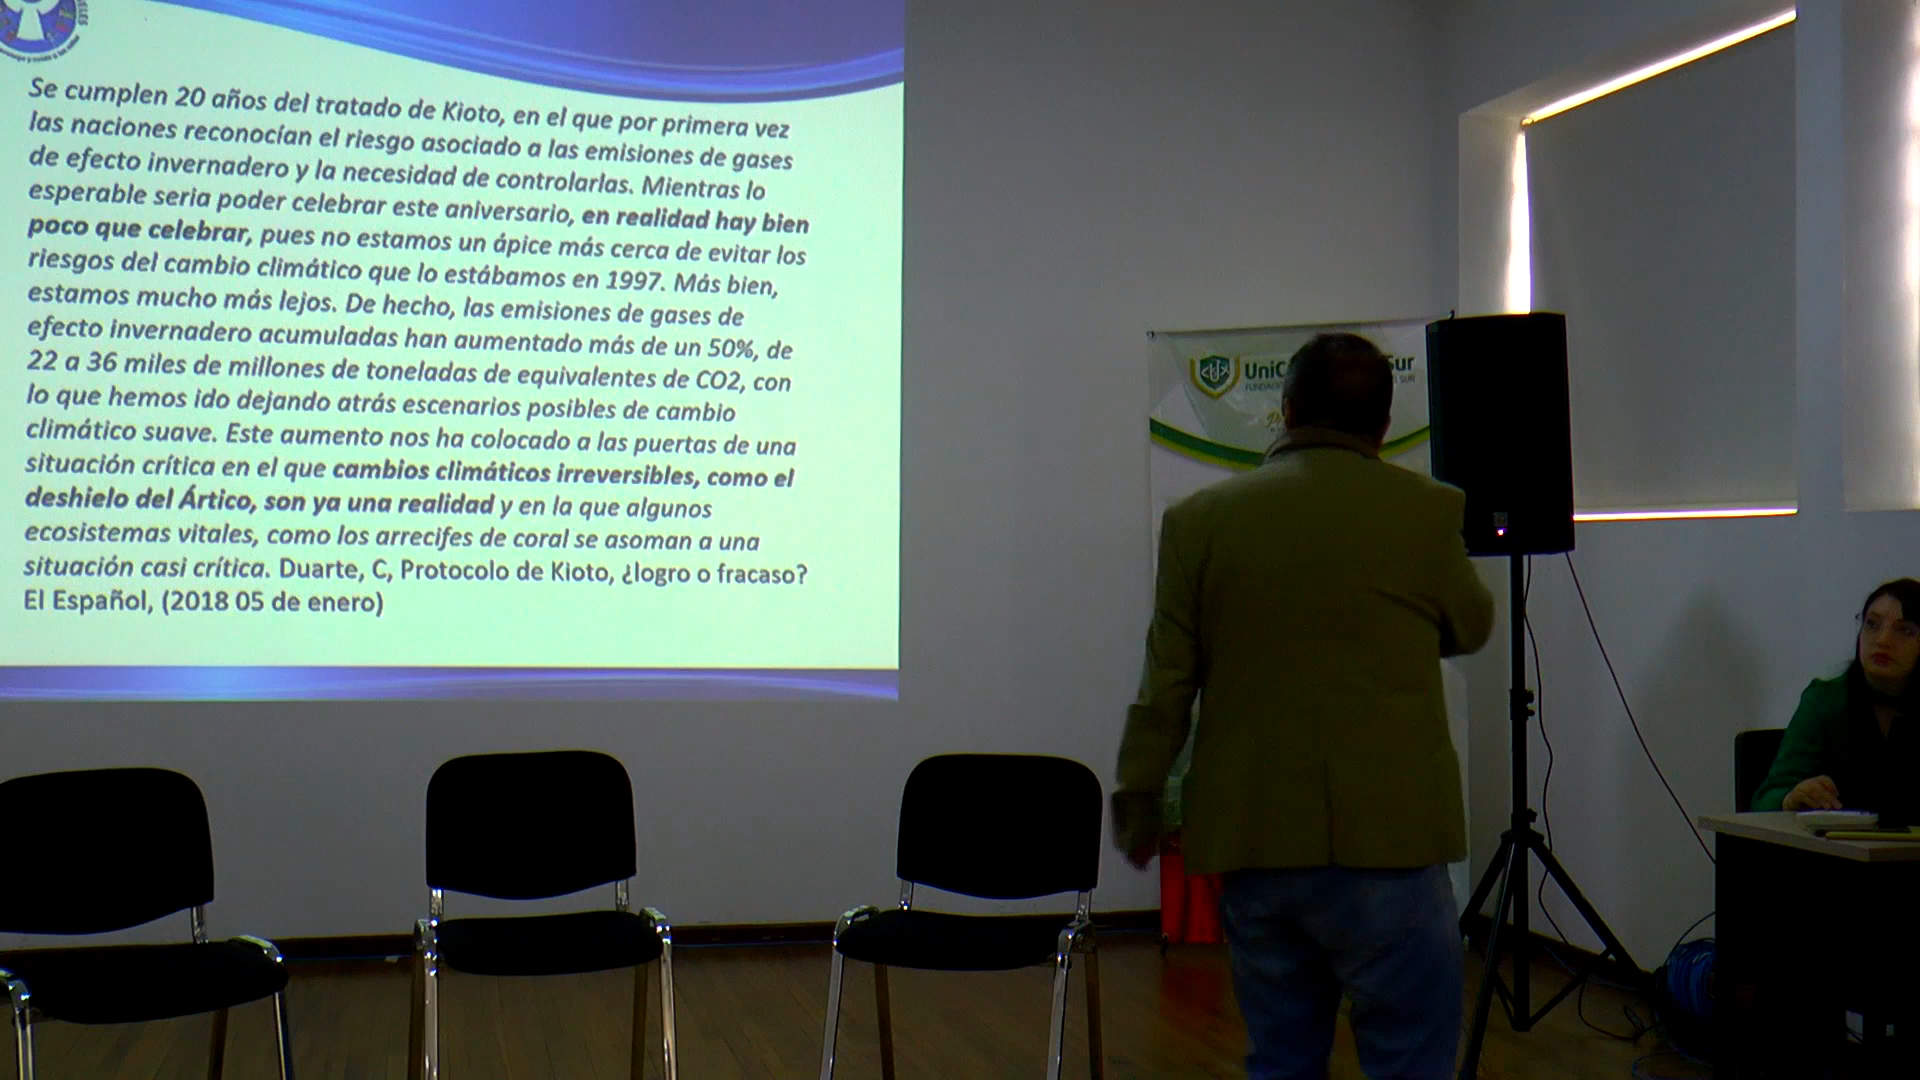 Se cumplen 20 años del tratado de Kioto, en el que por primera vez
las naciones reconocían el riesgo asociado a las emisiones de gases
de efecto invernadero y la necesidad de controlarlas. Mientras lo
esperable seria poder celebrar este aniversario, en realidad hay bien
poco que celebrar, pues no estamos un ápice más cerca de evitar los
riesgos del cambio climático que lo estábamos en 1997. Más bien,
estamos mucho más lejos. De hecho, las emisiones de gases de
efecto invernadero acumuladas han aumentado más de un 50%, de
22 a 36 miles de millones de toneladas de equivalentes de CO2, con
lo que hemos ido dejando atrás escenarios posibles de cambio
climático suave. Este aumento nos ha colocado a las puertas de una
situación crítica en el que cambios climáticos irreversibles, como el
deshielo del Ártico, son ya una realidad y en la que algunos
ecosistemas vitales, como los arrecifes de coral se asoman a una
situación casi crítica. Duarte, C, Protocolo de Kioto, ¿logro o fracaso?
El Español, (2018 05 de enero)
UniC Sur
SUR